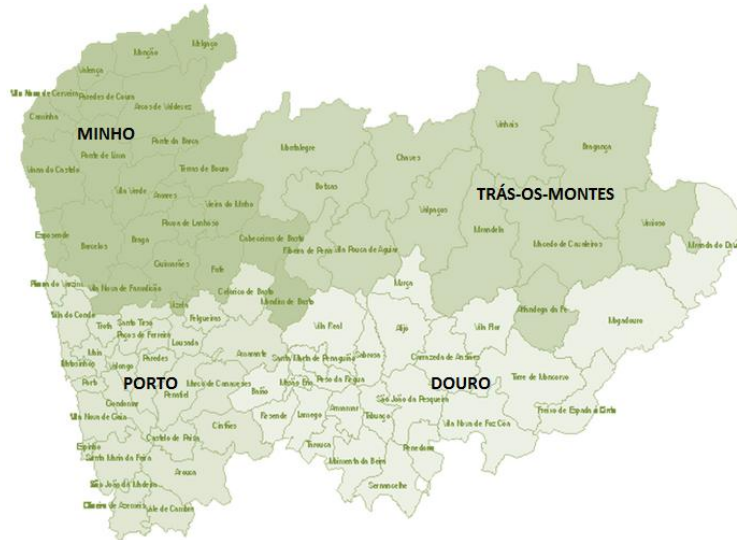 Melgaço
Monção
Valença
Vila Nova de Cerveira
Paredes de Coura
Arcos de Valdevez
Caminha
MINHO
Ponte da Barca
Ponte de Lima
Viana do Castelo
Terras de Bouro
Vila Verde
Amares
Vieira do Minho
Póvoa de Lanhoso
Esposende
Barcelos
Braga
Guimarães
Fafe
Cabeceiras de Basto
Vila Nova de Famalicão
Vizela
Celorico de Basto
Mondim de Basto
Montalegre
Boticas
Chaves
Vinhais
Bragança
TRÁS-OS-MONTES
Valpaços
Mirandela
Macedo de Cavaleiros
Vimioso
Ribeira de Pena
Vila Pouca de Aguiar
Alfândega da Fé
Póvoa de Varzim
Vila do Conde
Trofa
Santo Tirso
Paços de Ferreira
Felgueiras
Lousada
Maia
Matosinhos
Valongo
Paredes
Amarante
Porto
PORTO
Penafiel
Marco de Canaveses
Gondomar
Vila Nova de Gaia
Castelo de Paiva
Cinfães
Espinho
Santa Maria da Feira
Arouca
São João da Madeira
Oliveira de Azeméis
Vale de Cambra
Miranda do Dou
Mogadouro
Murça
Vila Real
Alijó
Vila Flor
Santa Marta de Penaguião
Sabrosa
Carrazeda de Ansiães
Baião
Mesão Frio
Peso da Régua
DOURO
Torre de Moncorvo
Resende
Lamego
Armamar
Tabuaço
São João da Pesqueira
Vila Nova de Foz Côa
Freixo de Espada à Cinta
Tarouca
Moimenta da Beira
Penedono
Sernancelhe